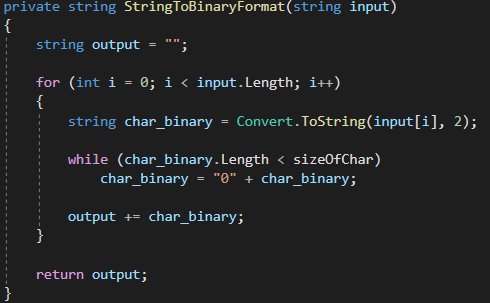 private string StringToBinaryFormat(string input)
{
string output = "";
for (int i = 0; i < input.Length; i++)
{
string char_binary = Convert.ToString(input[i], 2);
while (char_binary.Length < sizeOfChar)
char_binary = "0" + char_binary;
output += char_binary;
}
return output;
}